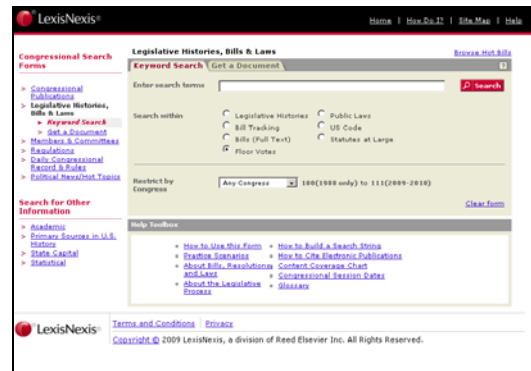 LexisNexis®
Home | How Do I? | Site Map | Help
Congressional Search Forms
> Congressional Publications
> Legislative Histories, Bills & Laws
> Keyword Search
> Get a Document
> Members & Committees
> Regulations
> Daily Congressional Record & Rules
> Political News/Hot Topics
Search for Other Information
> Academic
> Primary Sources in U.S. History
> State Capital
> Statistical
Legislative Histories, Bills & Laws
Browse Hot Bills
Keyword Search \ Get a Document
?
Enter search terms
Search
Search within
Legislative Histories
Public Laws
Bill Tracking
US Code
Bills (Full Text)
Statutes at Large
Floor Votes
Restrict by Congress
Any Congress
100(1988 only) to 111(2009-2010)
Clear form
Help Toolbox
How to Use this Form
How to Build a Search String
Practice Scenarios
How to Cite Electronic Publications
About Bills, Resolutions and Laws
Content Coverage Chart
Congressional Session Dates
About the Legislative Process
Glossary
LexisNexis®
Terms and Conditions | Privacy
Copyright © 2009 LexisNexis, a division of Reed Elsevier Inc. All Rights Reserved.